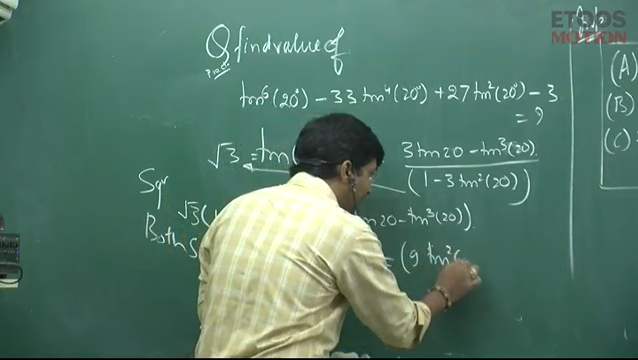 Q find value of
tan⁶(20°) − 33 tan⁴(20°) + 27 tan²(20°) − 3
= ?
√3 = tan 3 tan 20 − tan³(20)
(1 − 3 tan²(20))
Sqr √3 ( tan 20 − tan³(20)).
Both S = (9 tan²(
(A)
(B)
(C)
ETOOS
MOTION